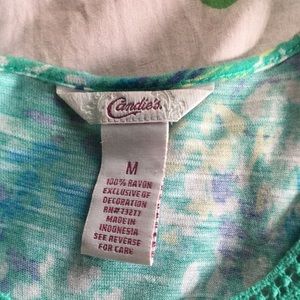 Candie's.
M
100% RAYON
EXCLUSIVE OF
DECORATION
RN#73277
MADE IN
INDONESIA
SEE REVERSE
FOR CARE